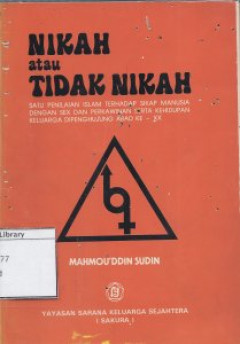 NIKAH
atau
TIDAK NIKAH
SATU PENILAIAN ISLAM TERHADAP SIKAP MANUSIA
DENGAN SEX DAN PERKAWINAN SERTA KEHIDUPAN
KELUARGA DIPENGHUJUNG ABAD KE - XX
Library
77
MAHMOU'DDIN SUDIN
YAYASAN SARANA KELUARGA SEJAHTERA
( SAKURA )